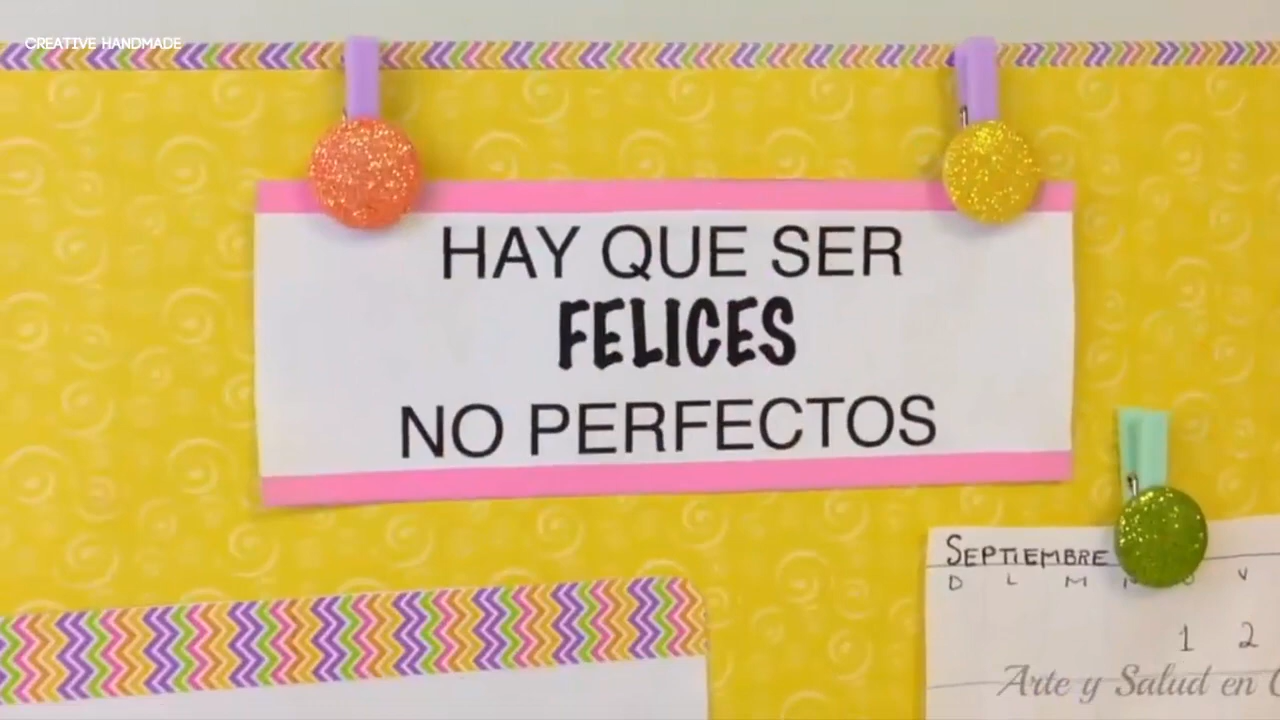 CREATIVE HANDMADE
HAY QUE SER
FELICES
NO PERFECTOS
SEPTIEMBRE
D L M V
1 2
Arte y Salud en